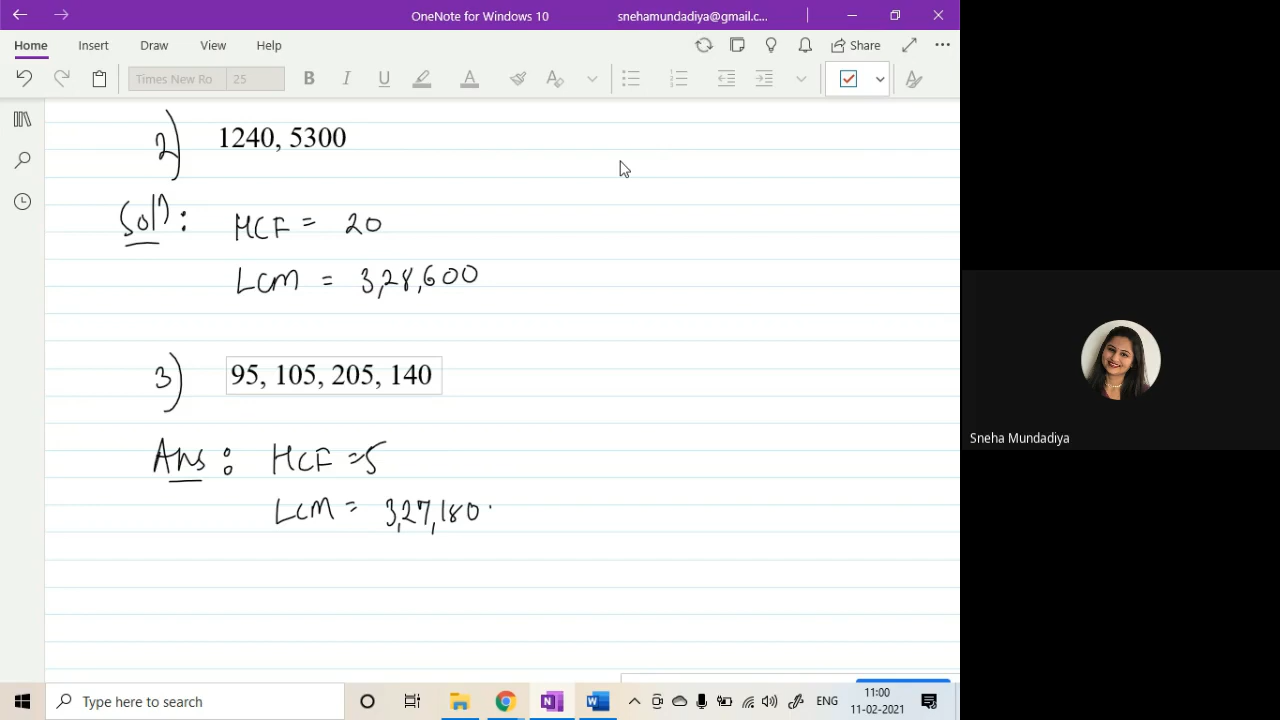 OneNote for Windows 10
snehamundadiya@gmail.c...
Home Insert Draw View Help
Share
Times New Ro 25
B I U A
2) 1240, 5300
Soln: HCF = 20
LCM = 3,28,600
3) 95, 105, 205, 140
Ans: HCF = 5
LCM = 3,27,180.
Sneha Mundadiya
Type here to search
ENG
11:00
11-02-2021